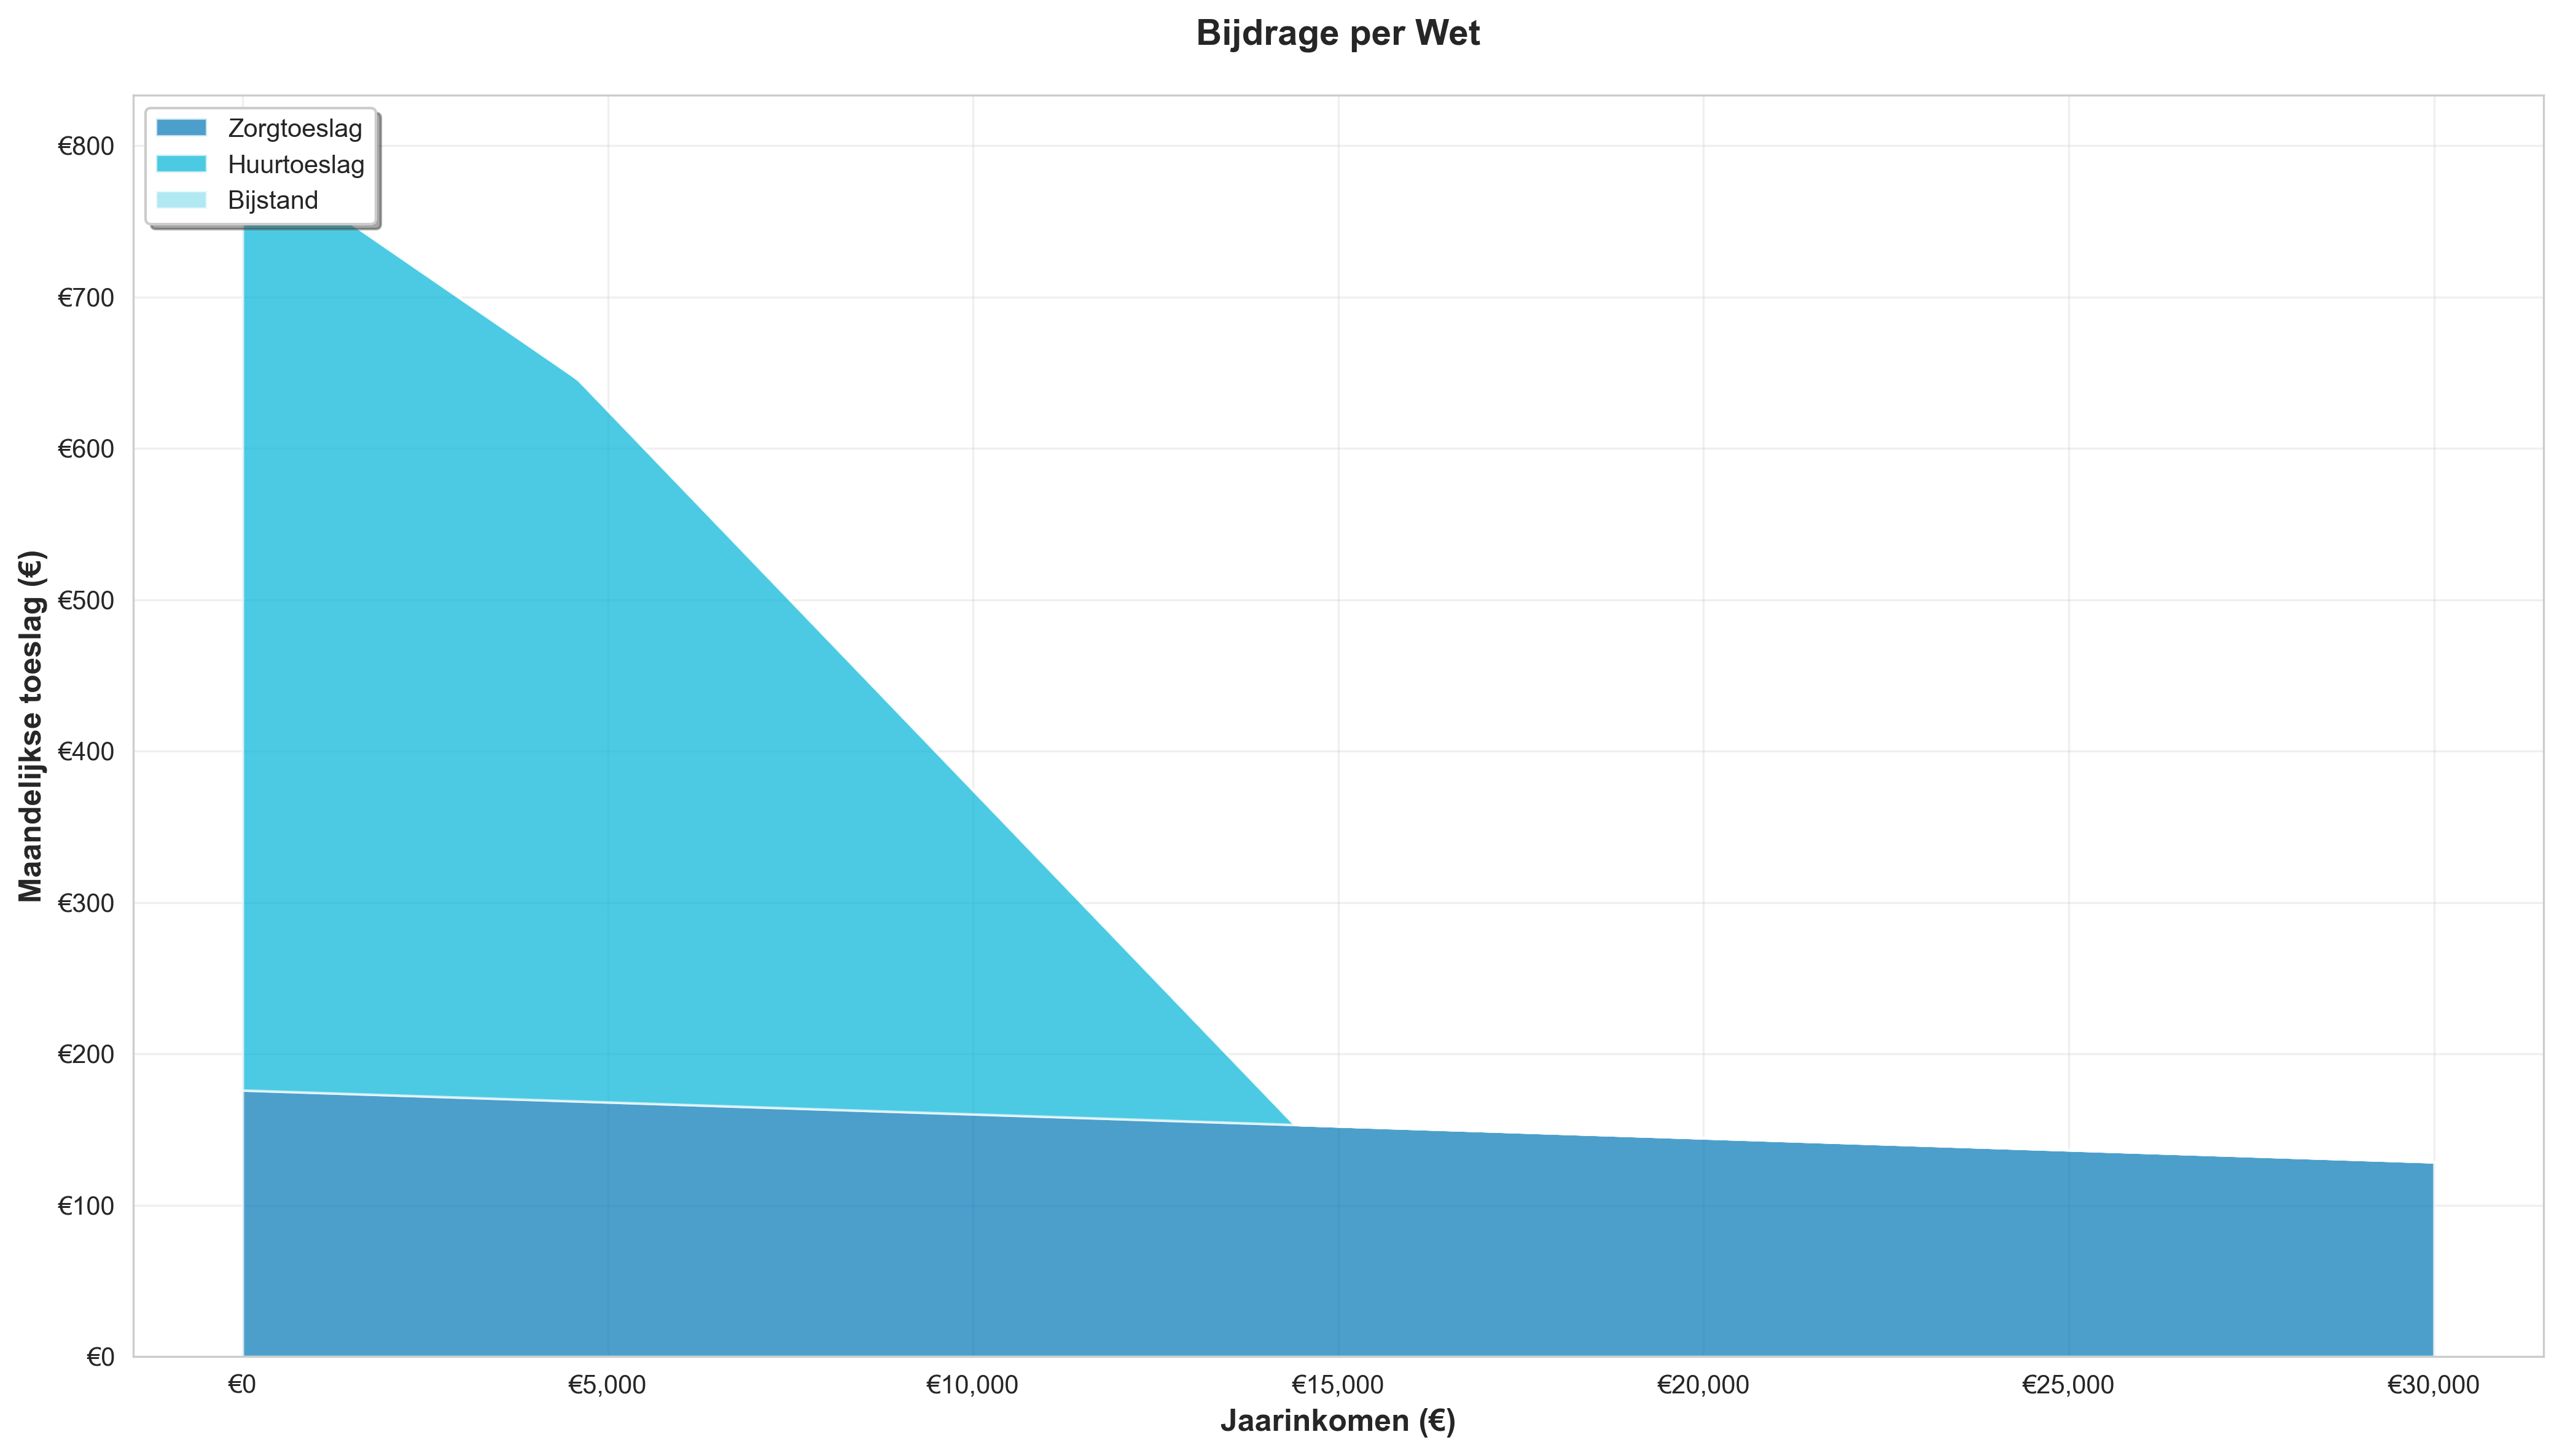 Bijdrage per Wet
Zorgtoeslag
Huurtoeslag
Bijstand
€800
€700
€600
€500
€400
€300
€200
€100
€0
Maandelijkse toeslag (€)
€0
€5,000
€10,000
€15,000
€20,000
€25,000
€30,000
Jaarinkomen (€)